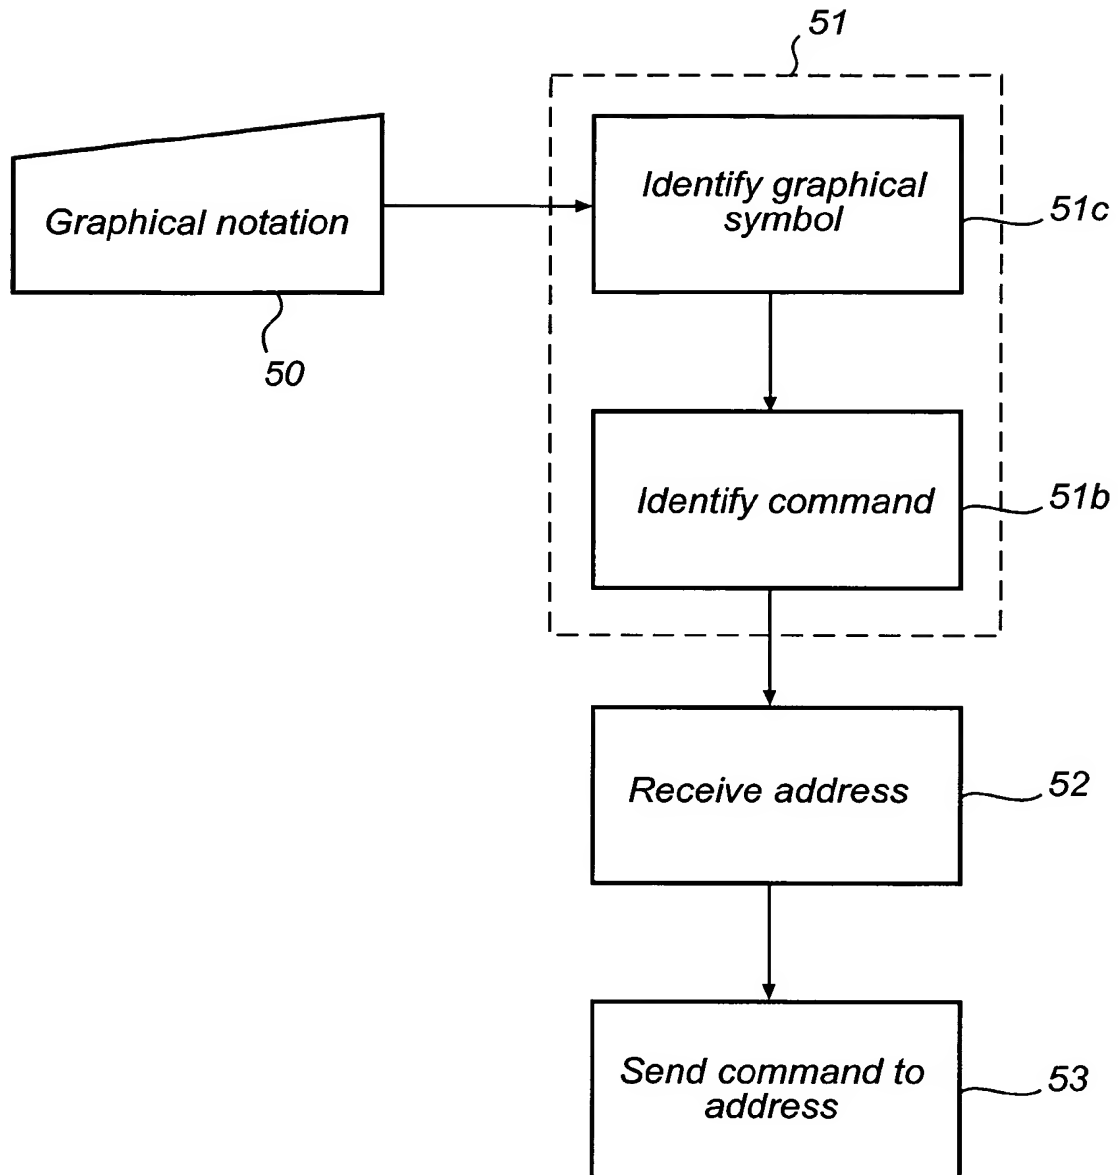 51
Graphical notation
50
Identify graphical
symbol
51c
Identify command
51b
Receive address
52
Send command to
address
53